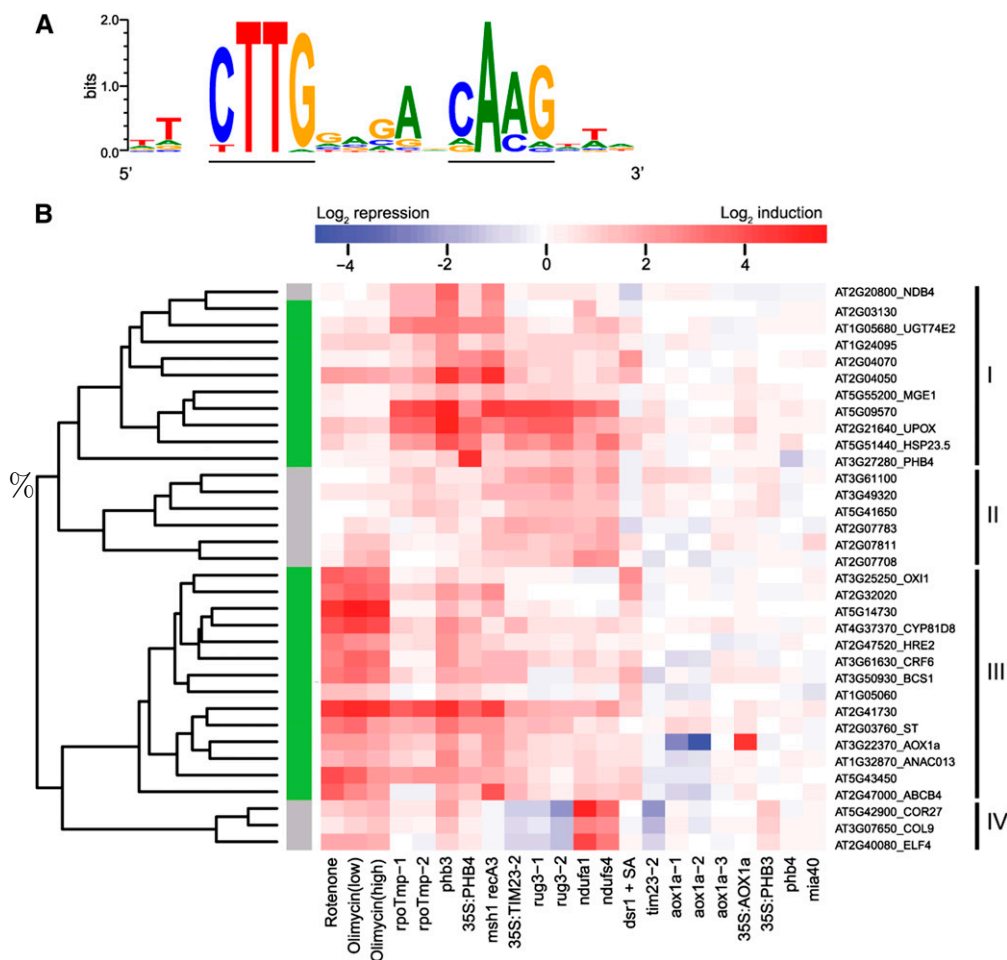 A
2.0
bits
1.0
0.0
5'
3'
B
Log2 repression
Log2 induction
−4
−2
0
2
4
AT2G20800_NDB4
AT2G03130
AT1G05680_UGT74E2
AT1G24095
AT2G04070
AT2G04050
AT5G55200_MGE1
AT5G09570
AT2G21640_UPOX
AT5G51440_HSP23.5
AT3G27280_PHB4
AT3G61100
AT3G49320
AT5G41650
AT2G07783
AT2G07811
AT2G07708
AT3G25250_OXI1
AT2G32020
AT5G14730
AT4G37370_CYP81D8
AT2G47520_HRE2
AT3G61630_CRF6
AT3G50930_BCS1
AT1G05060
AT2G41730
AT2G03760_ST
AT3G22370_AOX1a
AT1G32870_ANAC013
AT5G43450
AT2G47000_ABCB4
AT5G42900_COR27
AT3G07650_COL9
AT2G40080_ELF4
I
II
III
IV
%
Rotenone
Olimycin(low)
Olimycin(high)
rpoTmp-1
rpoTmp-2
phb3
35S:PHB4
msh1 recA3
35S:TIM23-2
rug3-1
rug3-2
ndufa1
ndufs4
dsr1 + SA
tim23-2
aox1a-1
aox1a-2
aox1a-3
35S:AOX1a
35S:PHB3
phb4
mia40